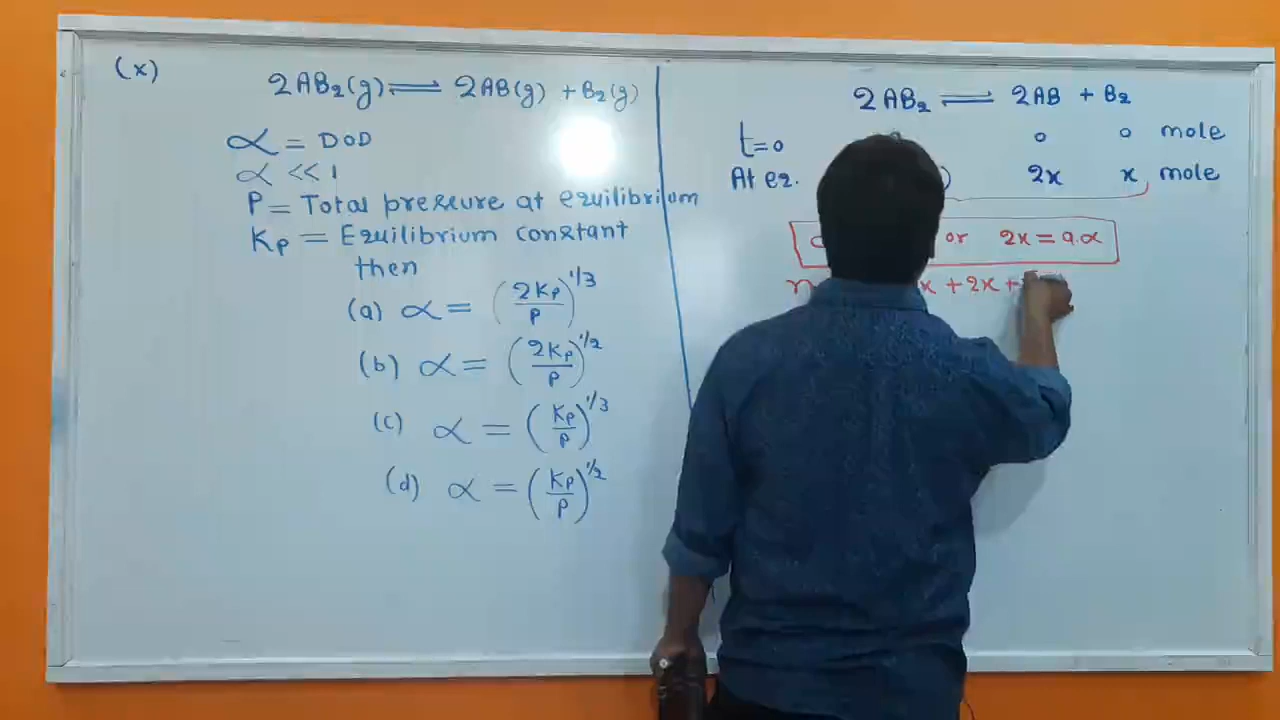 (x)
2AB₂(g) ⇌ 2AB(g) + B₂(g)
α = DOD
α << 1
P = Total pressure at equilibrium
Kp = Equilibrium constant
then
(a) α = (2Kp/P)^1/3
(b) α = (2Kp/P)^1/2
(c) α = (Kp/P)^1/3
(d) α = (Kp/P)^1/2
2AB₂ ⇌ 2AB + B₂
t=0 0 0 mole
At eq. ) 2x x mole
or 2x = a.α
x + 2x +